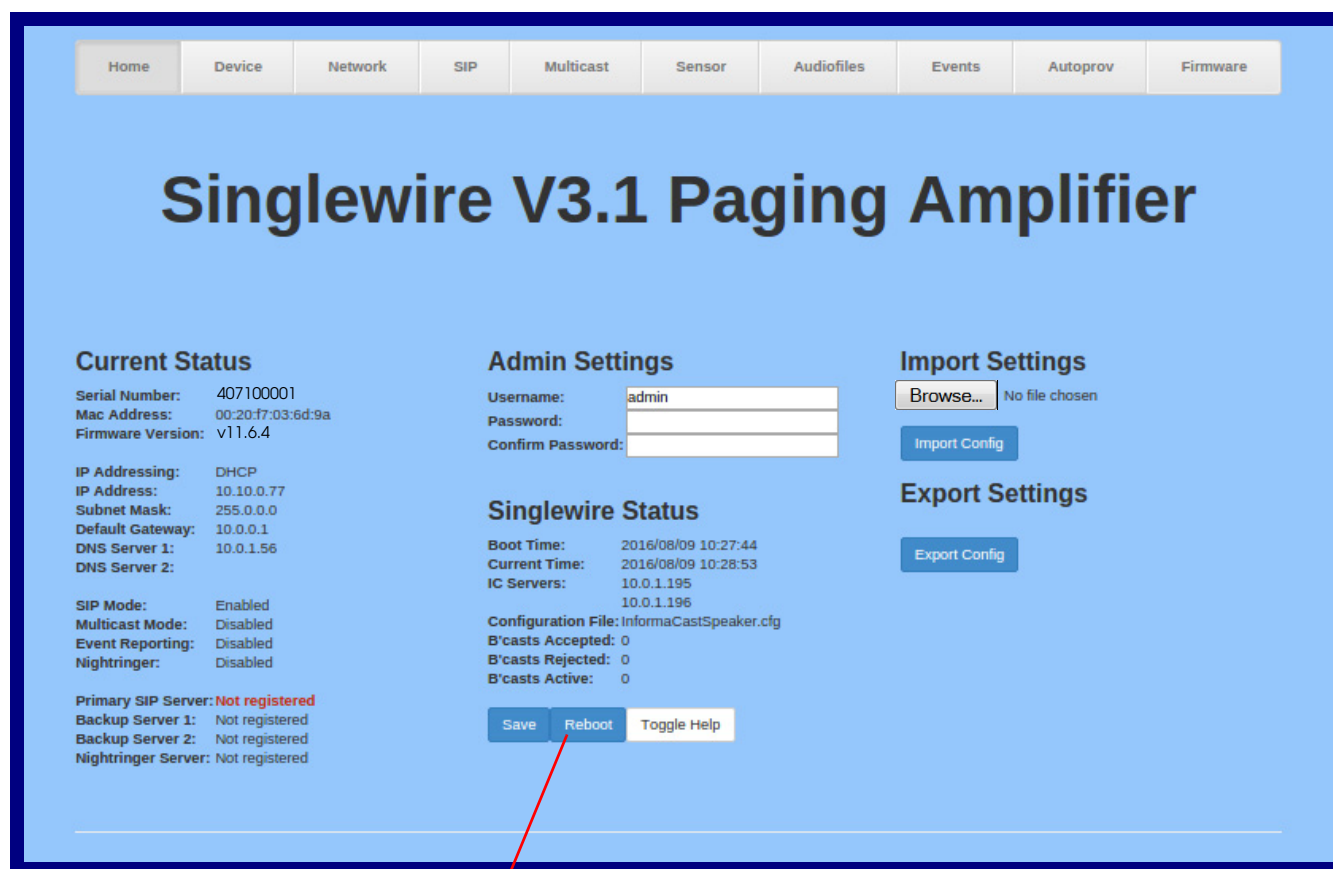 Home Device Network SIP Multicast Sensor Audiofiles Events Autoprov Firmware
Singlewire V3.1 Paging Amplifier
Current Status
Serial Number: 407100001
Mac Address: 00:20:f7:03:6d:9a
Firmware Version: v11.6.4
IP Addressing: DHCP
IP Address: 10.10.0.77
Subnet Mask: 255.0.0.0
Default Gateway: 10.0.0.1
DNS Server 1: 10.0.1.56
DNS Server 2:
SIP Mode: Enabled
Multicast Mode: Disabled
Event Reporting: Disabled
Nightringer: Disabled
Primary SIP Server: Not registered
Backup Server 1: Not registered
Backup Server 2: Not registered
Nightringer Server: Not registered
Admin Settings
Username: admin
Password:
Confirm Password:
Singlewire Status
Boot Time: 2016/08/09 10:27:44
Current Time: 2016/08/09 10:28:53
IC Servers: 10.0.1.195
10.0.1.196
Configuration File: InformaCastSpeaker.cfg
B'casts Accepted: 0
B'casts Rejected: 0
B'casts Active: 0
Save Reboot Toggle Help
Import Settings
Browse... No file chosen
Import Config
Export Settings
Export Config